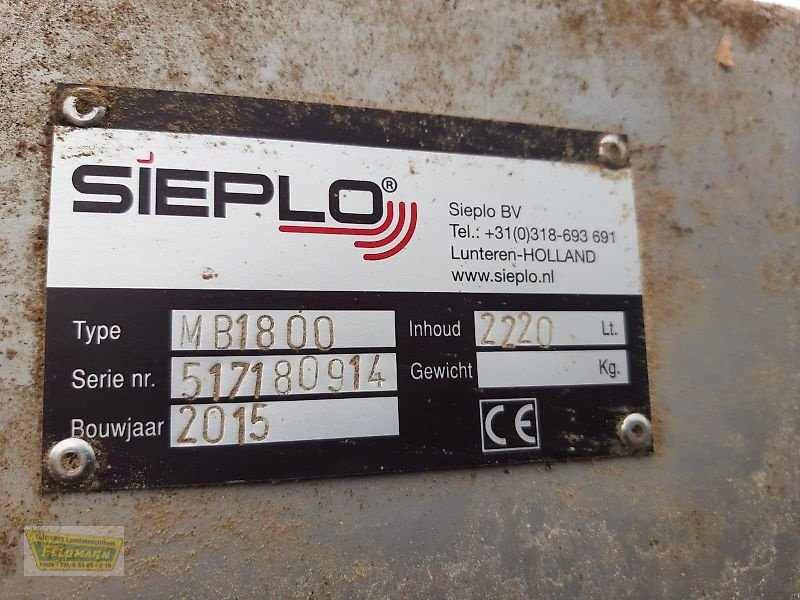 SIEPLO®
Sieplo BV
Tel.: +31(0)318-693 691
Lunteren-HOLLAND
www.sieplo.nl
Type MB1800 Inhoud 2220 Lt.
Serie nr. 517180914 Gewicht Kg.
Bouwjaar 2015 CE
FELDMANN